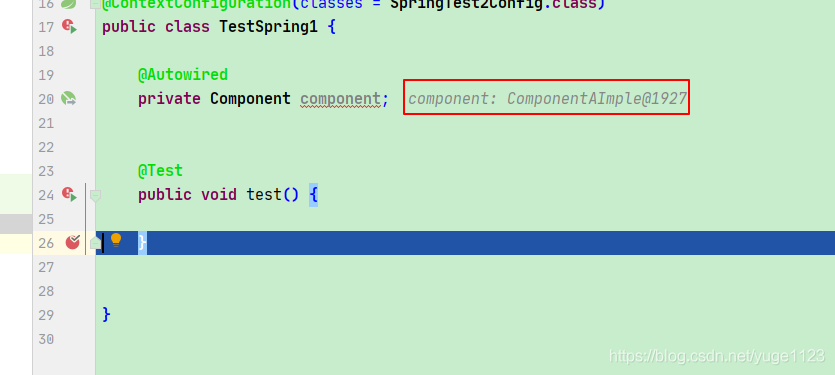 16 @ContextConfiguration(classes = SpringTest2Config.class)
17 public class TestSpring1 {
18
19 @Autowired
20 private Component component; component: ComponentAImple@1927
21
22
23 @Test
24 public void test() {
25
26 }
27
28
29 }
30
https://blog.csdn.net/yuge1123